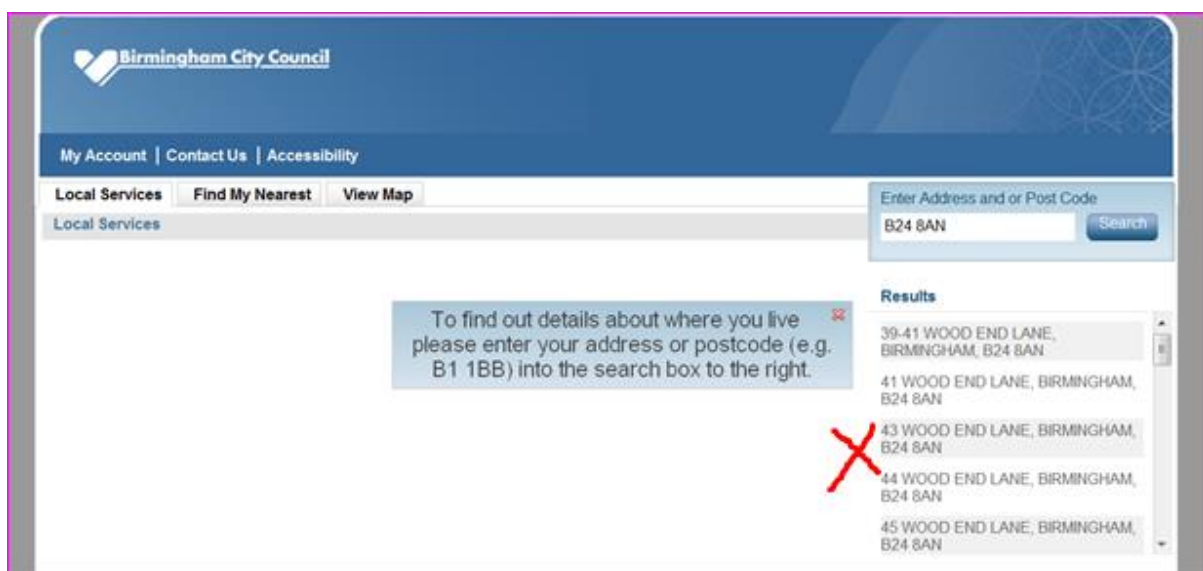 Birmingham City Council
My Account | Contact Us | Accessibility
Local Services Find My Nearest View Map
Local Services
Enter Address and or Post Code
B24 8AN Search
To find out details about where you live
please enter your address or postcode (e.g.
B1 1BB) into the search box to the right.
Results
39-41 WOOD END LANE,
BIRMINGHAM, B24 8AN
41 WOOD END LANE, BIRMINGHAM,
B24 8AN
43 WOOD END LANE, BIRMINGHAM,
B24 8AN
44 WOOD END LANE, BIRMINGHAM,
B24 8AN
45 WOOD END LANE, BIRMINGHAM,
B24 8AN